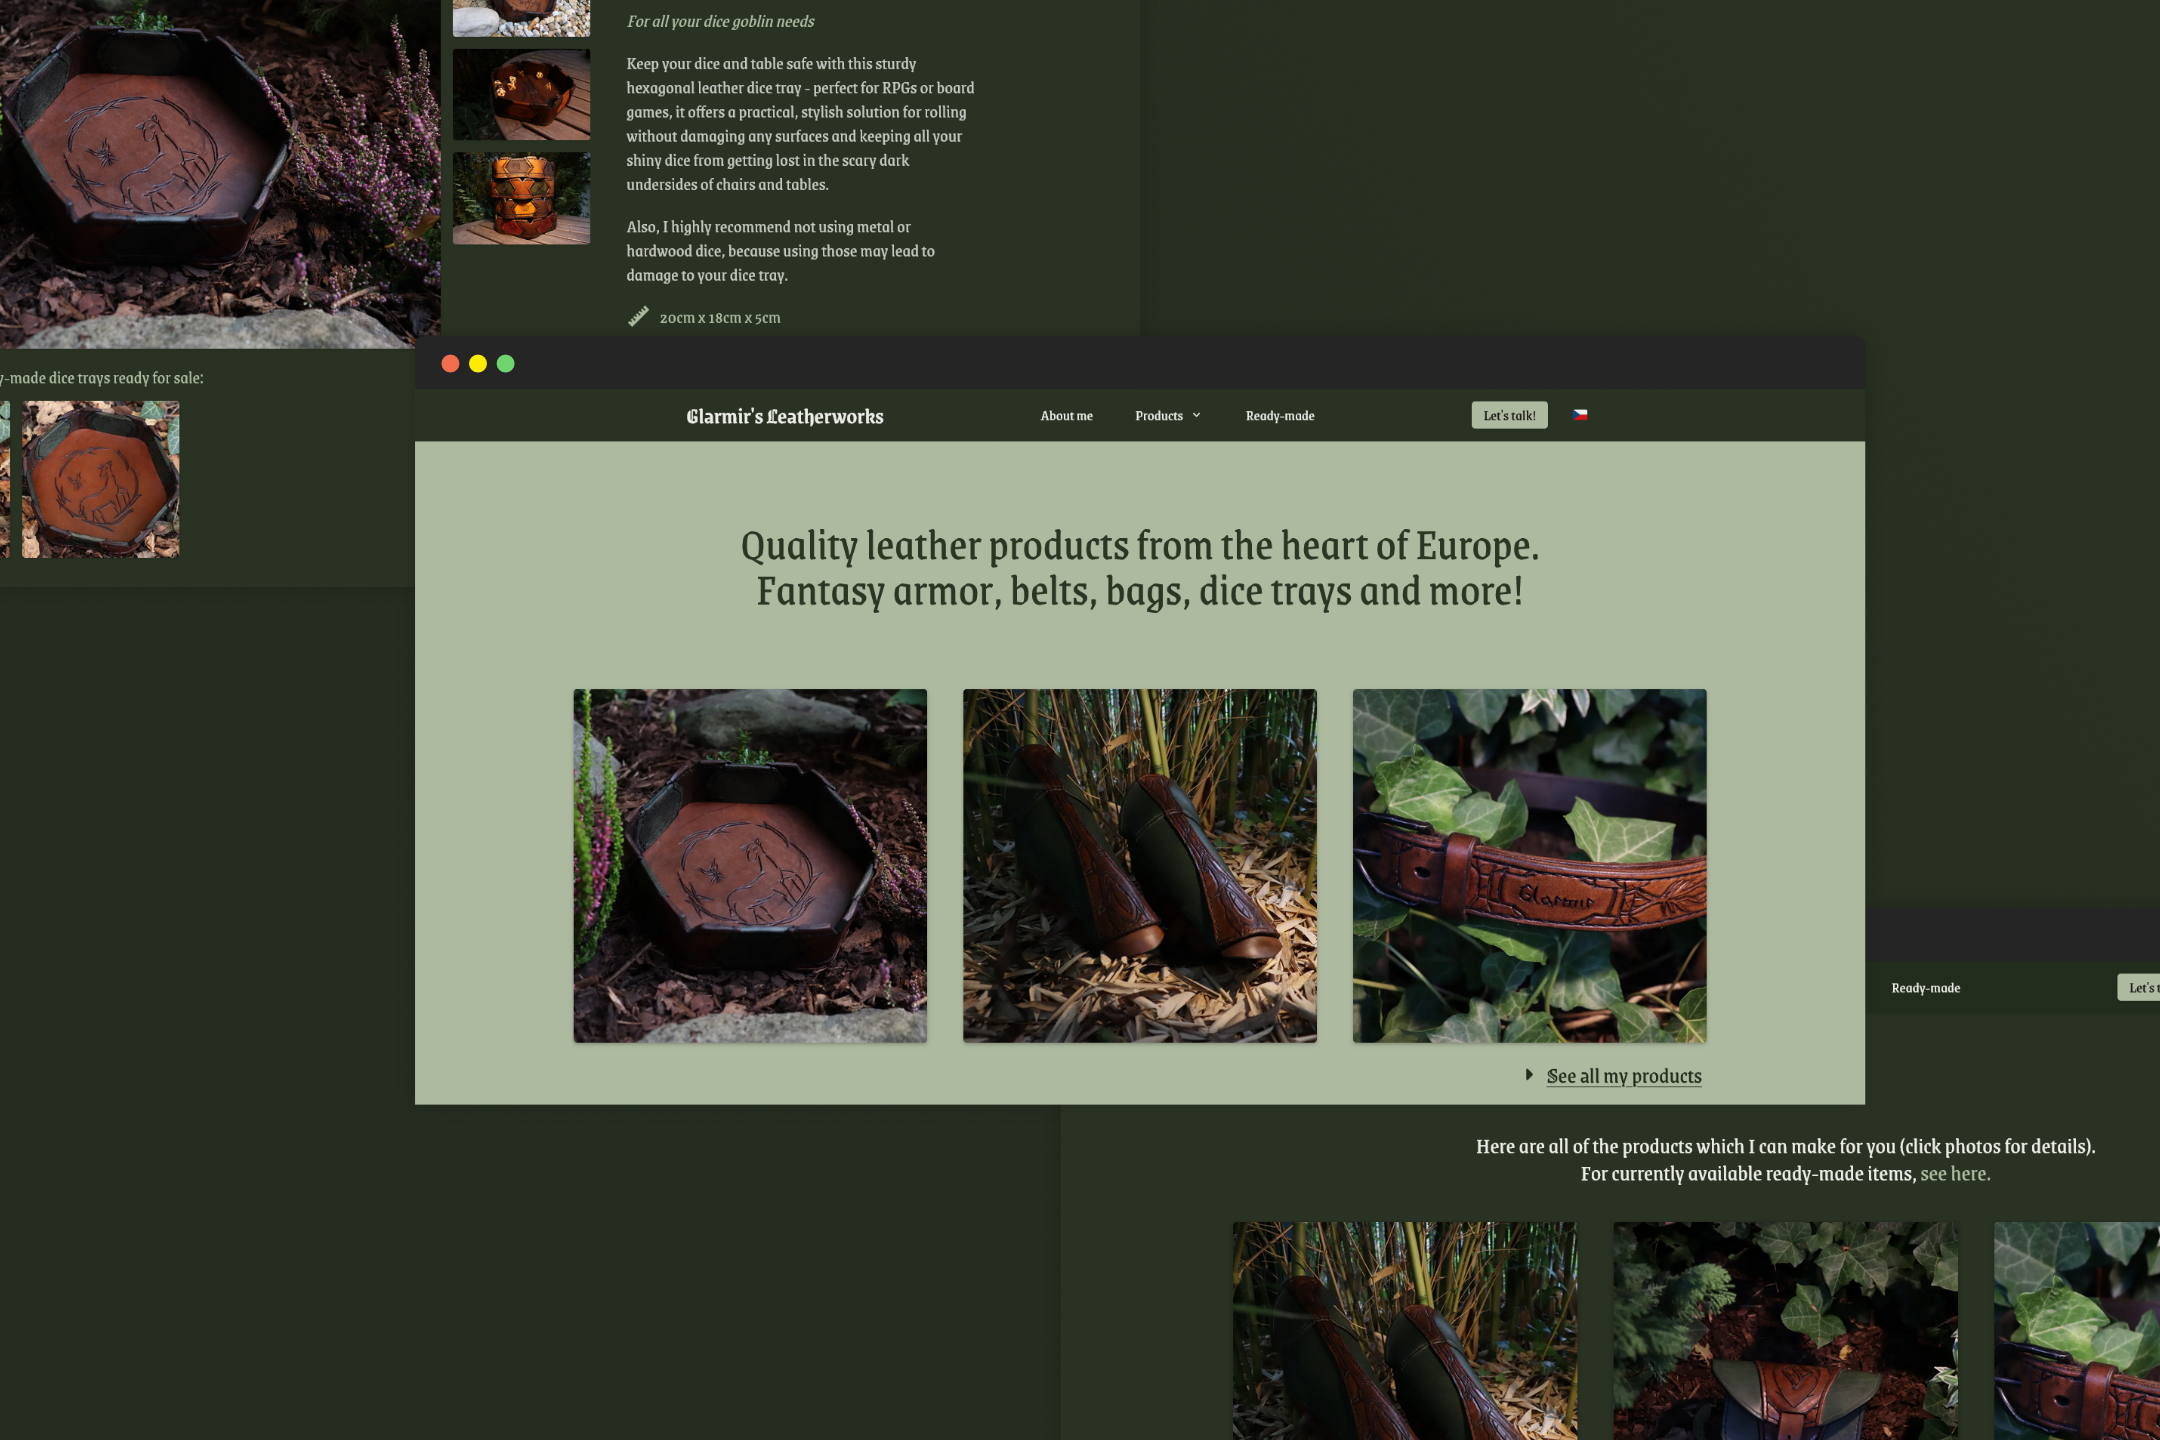 For all your dice goblin needs
Keep your dice and table safe with this sturdy
hexagonal leather dice tray - perfect for RPGs or board
games, it offers a practical, stylish solution for rolling
without damaging any surfaces and keeping all your
shiny dice from getting lost in the scary dark
undersides of chairs and tables.
Also, I highly recommend not using metal or
hardwood dice, because using those may lead to
damage to your dice tray.
20cm x 18cm x 5cm
y-made dice trays ready for sale:
Glarmir's Leatherworks
About me
Products
Ready-made
Let's talk!
Quality leather products from the heart of Europe.
Fantasy armor, belts, bags, dice trays and more!
Glarmir
See all my products
Ready-made
Let's t
Here are all of the products which I can make for you (click photos for details).
For currently available ready-made items, see here.